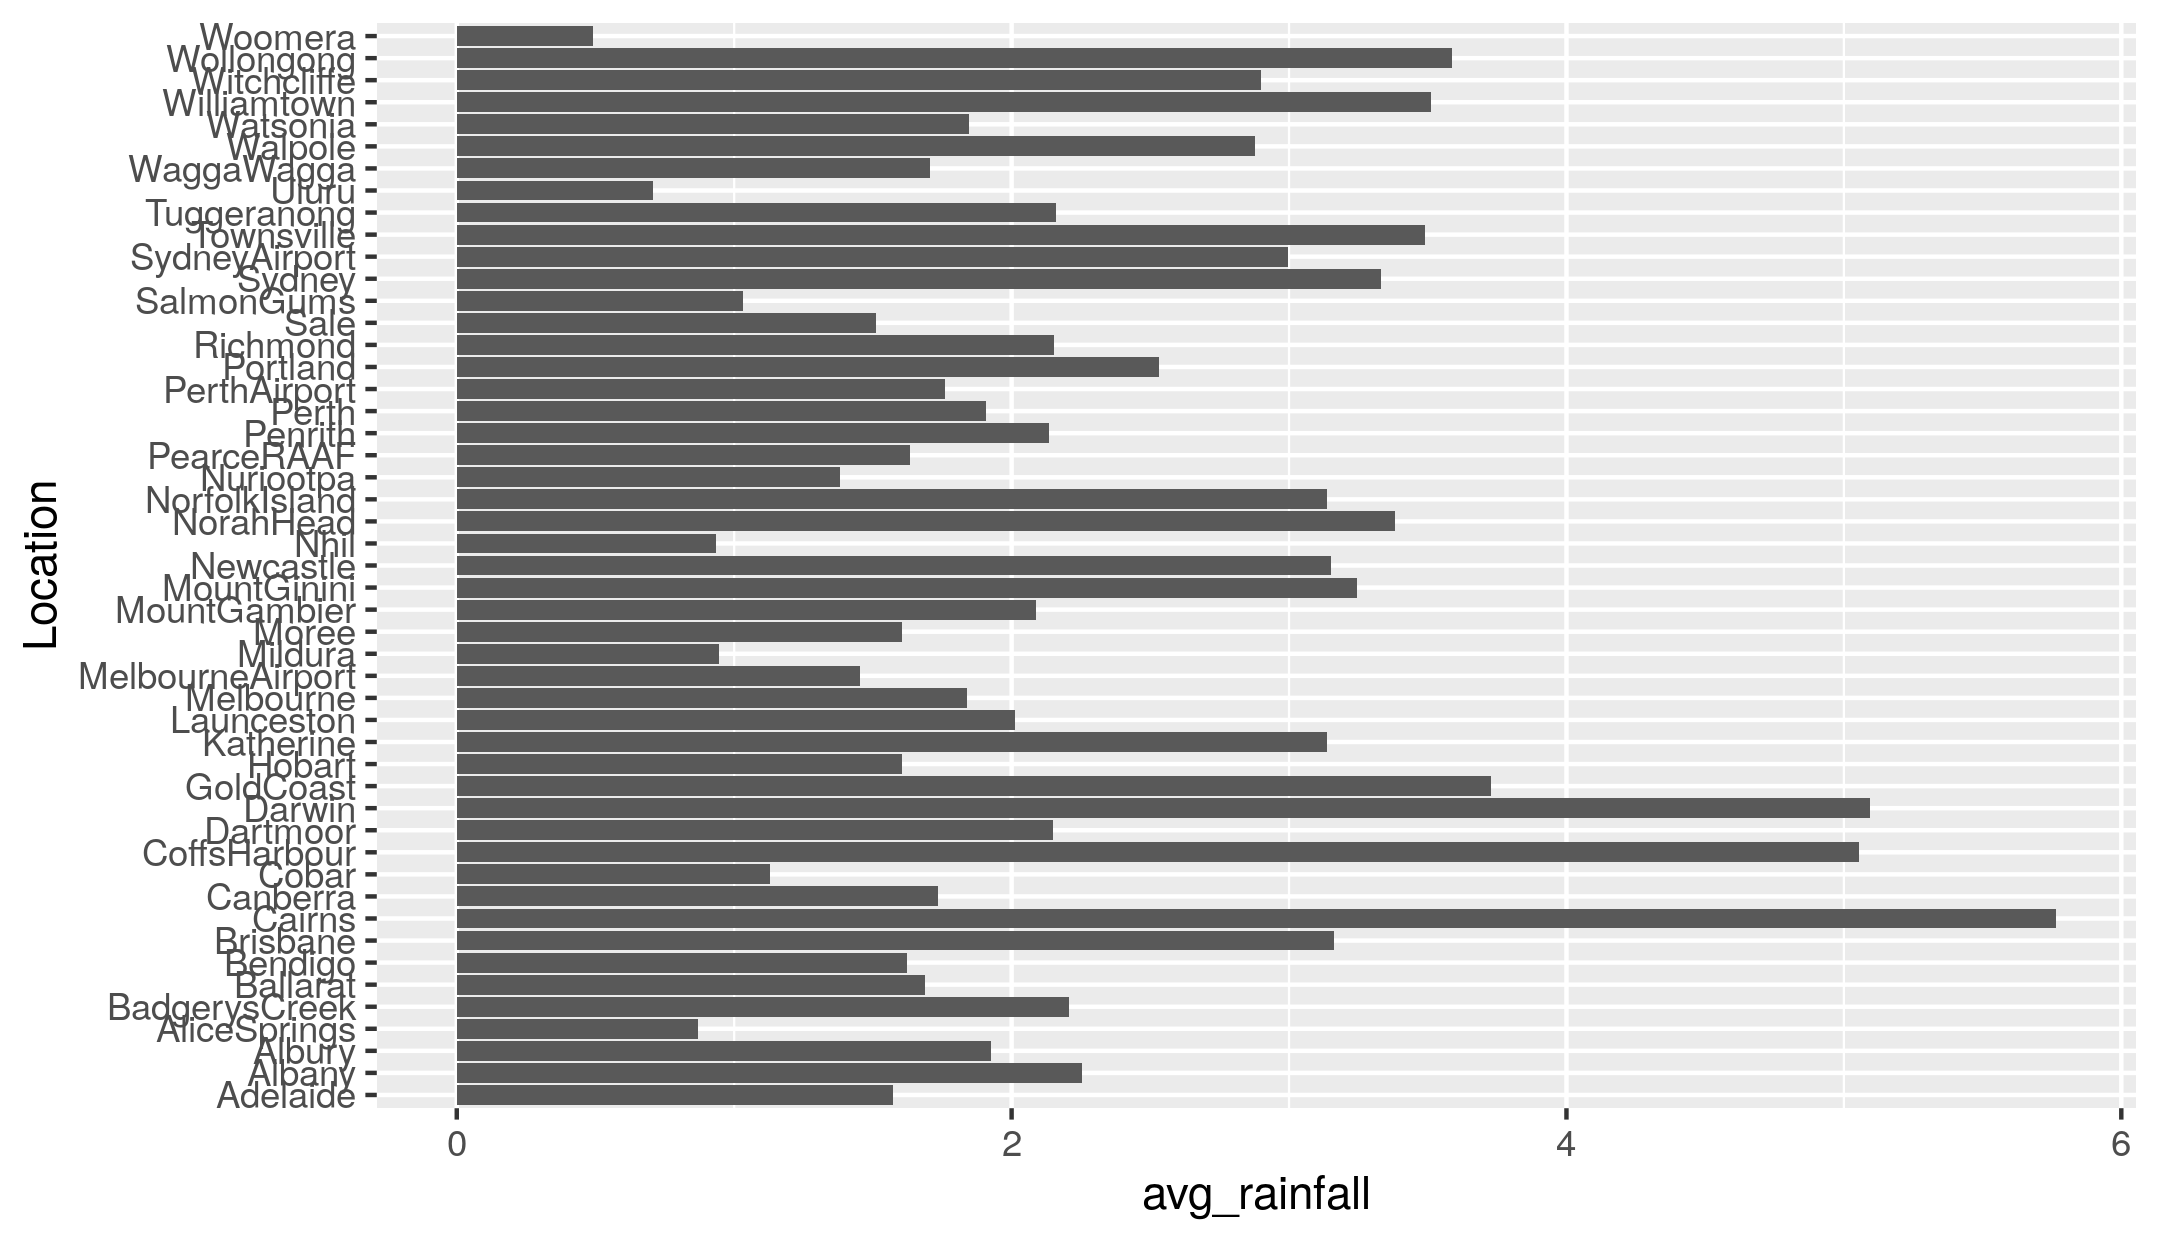 Woomera
Wollongong
Witchcliffe
Williamtown
Watsonia
Walpole
WaggaWagga
Uluru
Tuggeranong
Townsville
SydneyAirport
Sydney
SalmonGums
Sale
Richmond
Portland
PerthAirport
Perth
Penrith
PearceRAAF
Nuriootpa
NorfolkIsland
NorahHead
Nhil
Newcastle
MountGinini
MountGambier
Moree
Mildura
MelbourneAirport
Melbourne
Launceston
Katherine
Hobart
GoldCoast
Darwin
Dartmoor
CoffsHarbour
Cobar
Canberra
Cairns
Brisbane
Bendigo
Ballarat
BadgerysCreek
AliceSprings
Albury
Albany
Adelaide
Location
0 2 4 6
avg_rainfall